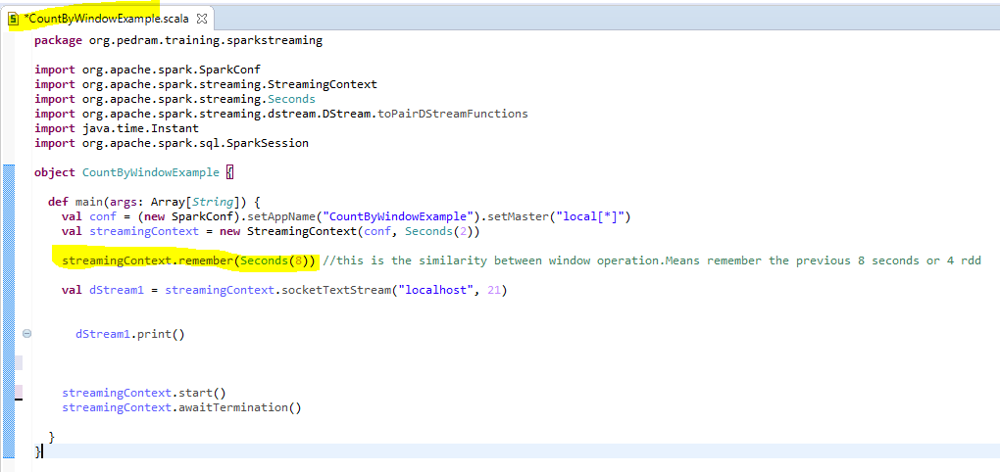 *CountByWindowExample.scala
package org.pedram.training.sparkstreaming
import org.apache.spark.SparkConf
import org.apache.spark.streaming.StreamingContext
import org.apache.spark.streaming.Seconds
import org.apache.spark.streaming.dstream.DStream.toPairDStreamFunctions
import java.time.Instant
import org.apache.spark.sql.SparkSession
object CountByWindowExample {
def main(args: Array[String]) {
val conf = (new SparkConf).setAppName("CountByWindowExample").setMaster("local[*]")
val streamingContext = new StreamingContext(conf, Seconds(2))
streamingContext.remember(Seconds(8)) //this is the similarity between window operation.Means remember the previous 8 seconds or 4 rdd
val dStream1 = streamingContext.socketTextStream("localhost", 21)
dStream1.print()
streamingContext.start()
streamingContext.awaitTermination()
}
}